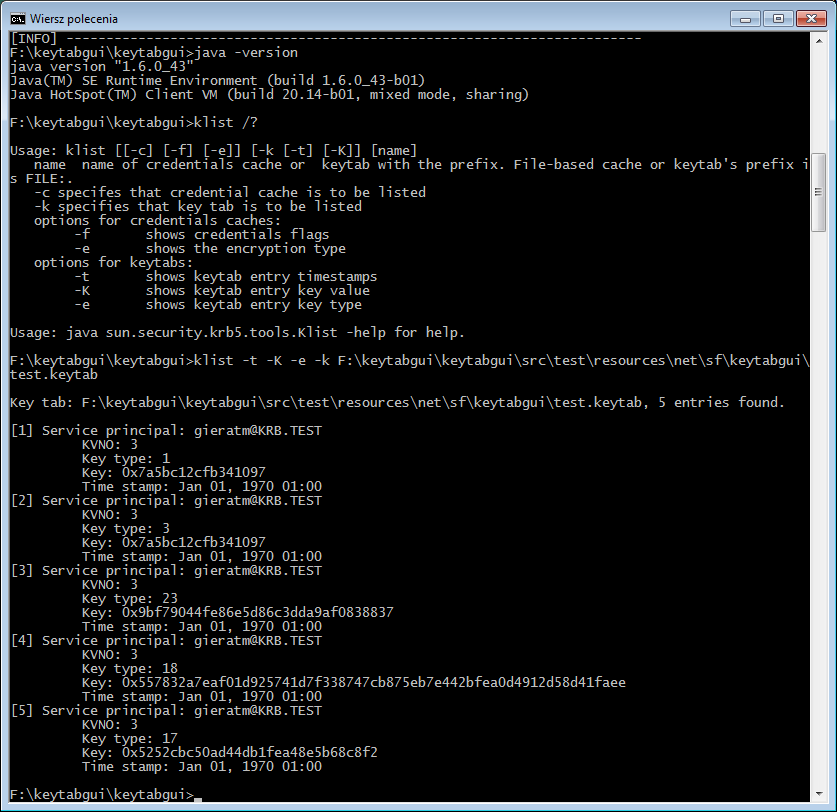 Wiersz polecenia
[INFO] ------------------------------------------------------------------------
F:\keytabgui\keytabgui>java -version
java version "1.6.0_43"
Java(TM) SE Runtime Environment (build 1.6.0_43-b01)
Java HotSpot(TM) Client VM (build 20.14-b01, mixed mode, sharing)
F:\keytabgui\keytabgui>klist /?
Usage: klist [[-c] [-f] [-e]] [-k [-t] [-K]] [name]
   name  name of credentials cache or  keytab with the prefix. File-based cache or keytab's prefix i
s FILE:.
   -c specifes that credential cache is to be listed
   -k specifies that key tab is to be listed
   options for credentials caches:
        -f       shows credentials flags
        -e       shows the encryption type
   options for keytabs:
        -t       shows keytab entry timestamps
        -K       shows keytab entry key value
        -e       shows keytab entry key type
Usage: java sun.security.krb5.tools.Klist -help for help.
F:\keytabgui\keytabgui>klist -t -K -e -k F:\keytabgui\keytabgui\src\test\resources\net\sf\keytabgui\
test.keytab
Key tab: F:\keytabgui\keytabgui\src\test\resources\net\sf\keytabgui\test.keytab, 5 entries found.
[1] Service principal: gieratm@KRB.TEST
         KVNO: 3
         Key type: 1
         Key: 0x7a5bc12cfb341097
         Time stamp: Jan 01, 1970 01:00
[2] Service principal: gieratm@KRB.TEST
         KVNO: 3
         Key type: 3
         Key: 0x7a5bc12cfb341097
         Time stamp: Jan 01, 1970 01:00
[3] Service principal: gieratm@KRB.TEST
         KVNO: 3
         Key type: 23
         Key: 0x9bf79044fe86e5d86c3dda9af0838837
         Time stamp: Jan 01, 1970 01:00
[4] Service principal: gieratm@KRB.TEST
         KVNO: 3
         Key type: 18
         Key: 0x557832a7eaf01d925741d7f338747cb875eb7e442bfea0d4912d58d41faee
         Time stamp: Jan 01, 1970 01:00
[5] Service principal: gieratm@KRB.TEST
         KVNO: 3
         Key type: 17
         Key: 0x5252cbc50ad44db1fea48e5b68c8f2
         Time stamp: Jan 01, 1970 01:00
F:\keytabgui\keytabgui>_